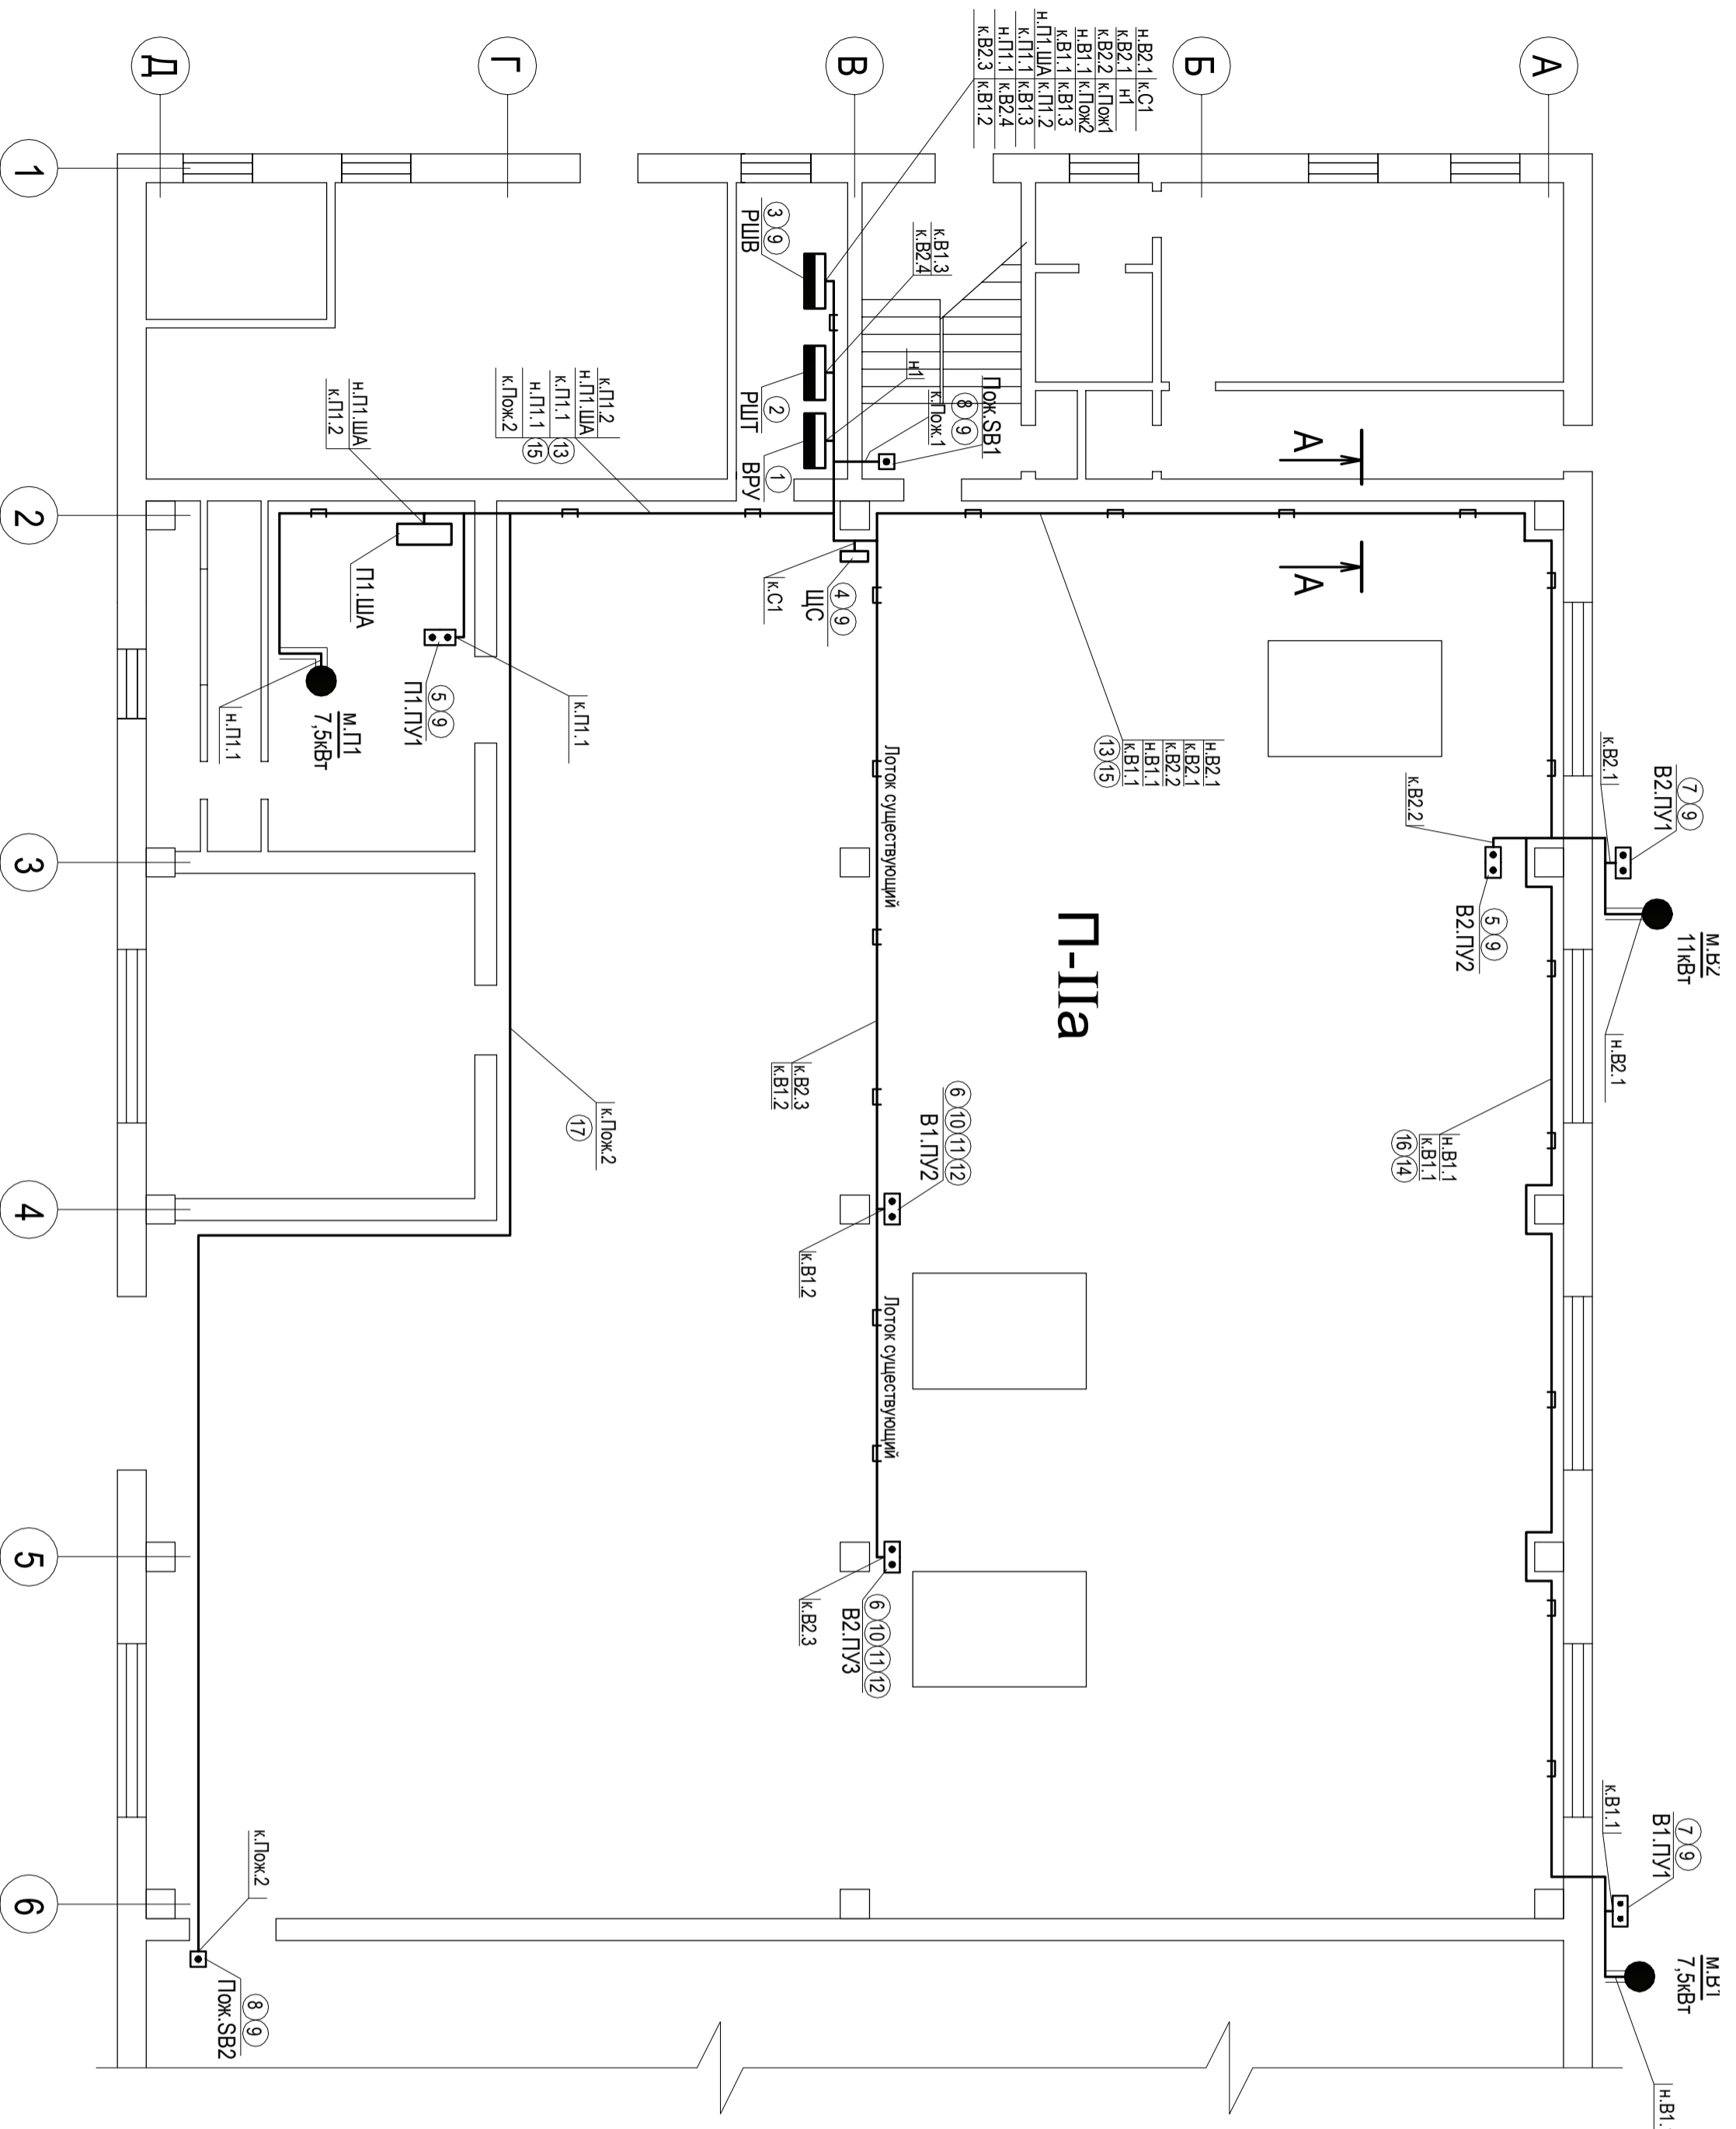 А
Б
В
Г
Д
1
2
3
4
5
6
н.В2.1 к.С1
к.В2.1 н1
к.В2.2 к.Пож1
н.В1.1 к.Пож2
к.В1.1 к.В1.3
н.П1.ША к.П1.2
к.П1.1 к.В1.3
н.П1.1 к.В2.4
к.В2.3 к.В1.2
3 9
РШВ
к.В1.3
к.В2.4
2
РШТ
н1
1
ВРУ
Пож.SB1
8 9
к.Пож.1
А
А
к.П1.2
н.П1.ША
к.П1.1 13
н.П1.1 15
к.Пож.2
н.П1.ША
к.П1.2
П1.ША
к.С1
4 9
ЩС
5 9
П1.ПУ1
к.П1.1
м.П1
7,5кВт
н.П1.1
н.В2.1
к.В2.1
к.В2.2
н.В1.1
к.В1.1
13 15
Лоток существующий
к.В2.1
7 9
В2.ПУ1
к.В2.2
5 9
В2.ПУ2
м.В2
11кВт
н.В2.1
П-IIа
к.В2.3
к.В1.2
6 10 11 12
В1.ПУ2
к.Пож.2
17
н.В1.1
к.В1.1
16 14
к.В1.2
Лоток существующий
6 10 11 12
В2.ПУ3
к.В2.3
к.В1.1
7 9
В1.ПУ1
м.В1
7,5кВт
н.В1.
к.Пож.2
8 9
Пож.SB2